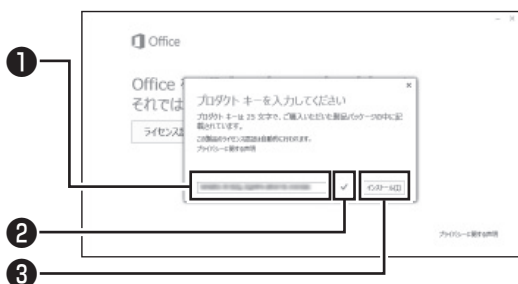 Office
Office
それでは
ライセンス
プロダクト キーを入力してください
プロダクト キーは 25 文字で、ご購入いただいた製品パッケージの中に記
載されています。
この製品のライセンス認証は自動的に行われます。
プライバシーに関する声明
インストール(I)
プライバシーに関する声明
❶
❷
❸